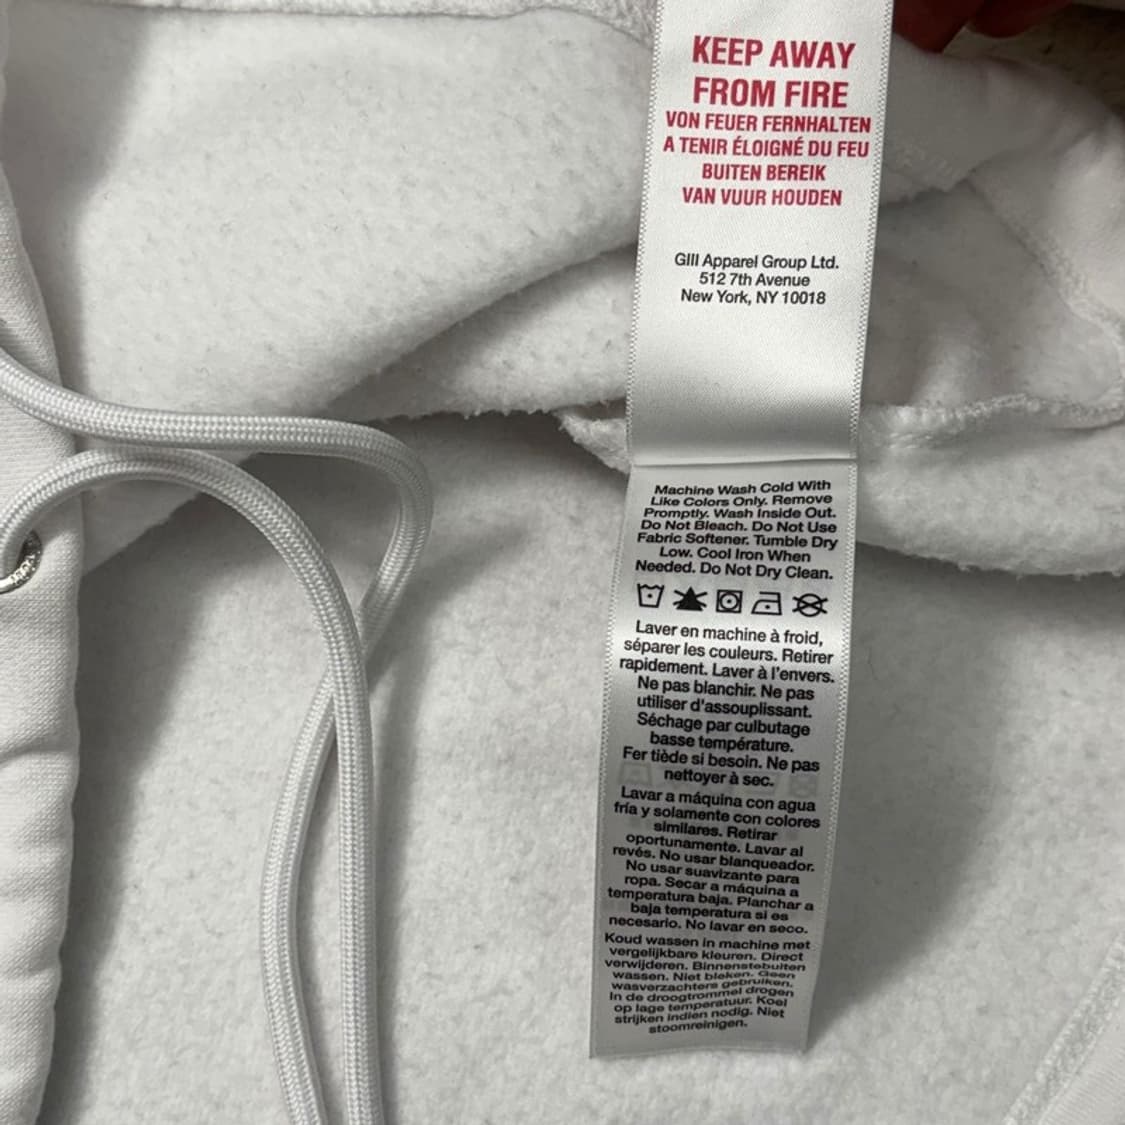 KEEP AWAY
FROM FIRE
VON FEUER FERNHALTEN
A TENIR ÉLOIGNÉ DU FEU
BUITEN BEREIK
VAN VUUR HOUDEN
GIII Apparel Group Ltd.
512 7th Avenue
New York, NY 10018
Machine Wash Cold With
Like Colors Only. Remove
Promptly. Wash Inside Out.
Do Not Bleach. Do Not Use
Fabric Softener. Tumble Dry
Low. Cool Iron When
Needed. Do Not Dry Clean.
Laver en machine à froid,
séparer les couleurs. Retirer
rapidement. Laver à l'envers.
Ne pas blanchir. Ne pas
utiliser d'assouplissant.
Séchage par culbutage
basse température.
Fer tiède si besoin. Ne pas
nettoyer à sec.
Lavar a máquina con agua
fría y solamente con colores
similares. Retirar
oportunamente. Lavar al
revés. No usar blanqueador.
No usar suavizante para
ropa. Secar a máquina a
temperatura baja. Planchar a
baja temperatura si es
necesario. No lavar en seco.
Koud wassen in machine met
vergelijkbare kleuren. Direct
verwijderen. Binnenstebuiten
wassen. Niet bleken. Geen
wasverzachters gebruiken.
In de droogtrommel drogen
op lage temperatuur. Koel
strijken indien nodig. Niet
stoomreinigen.